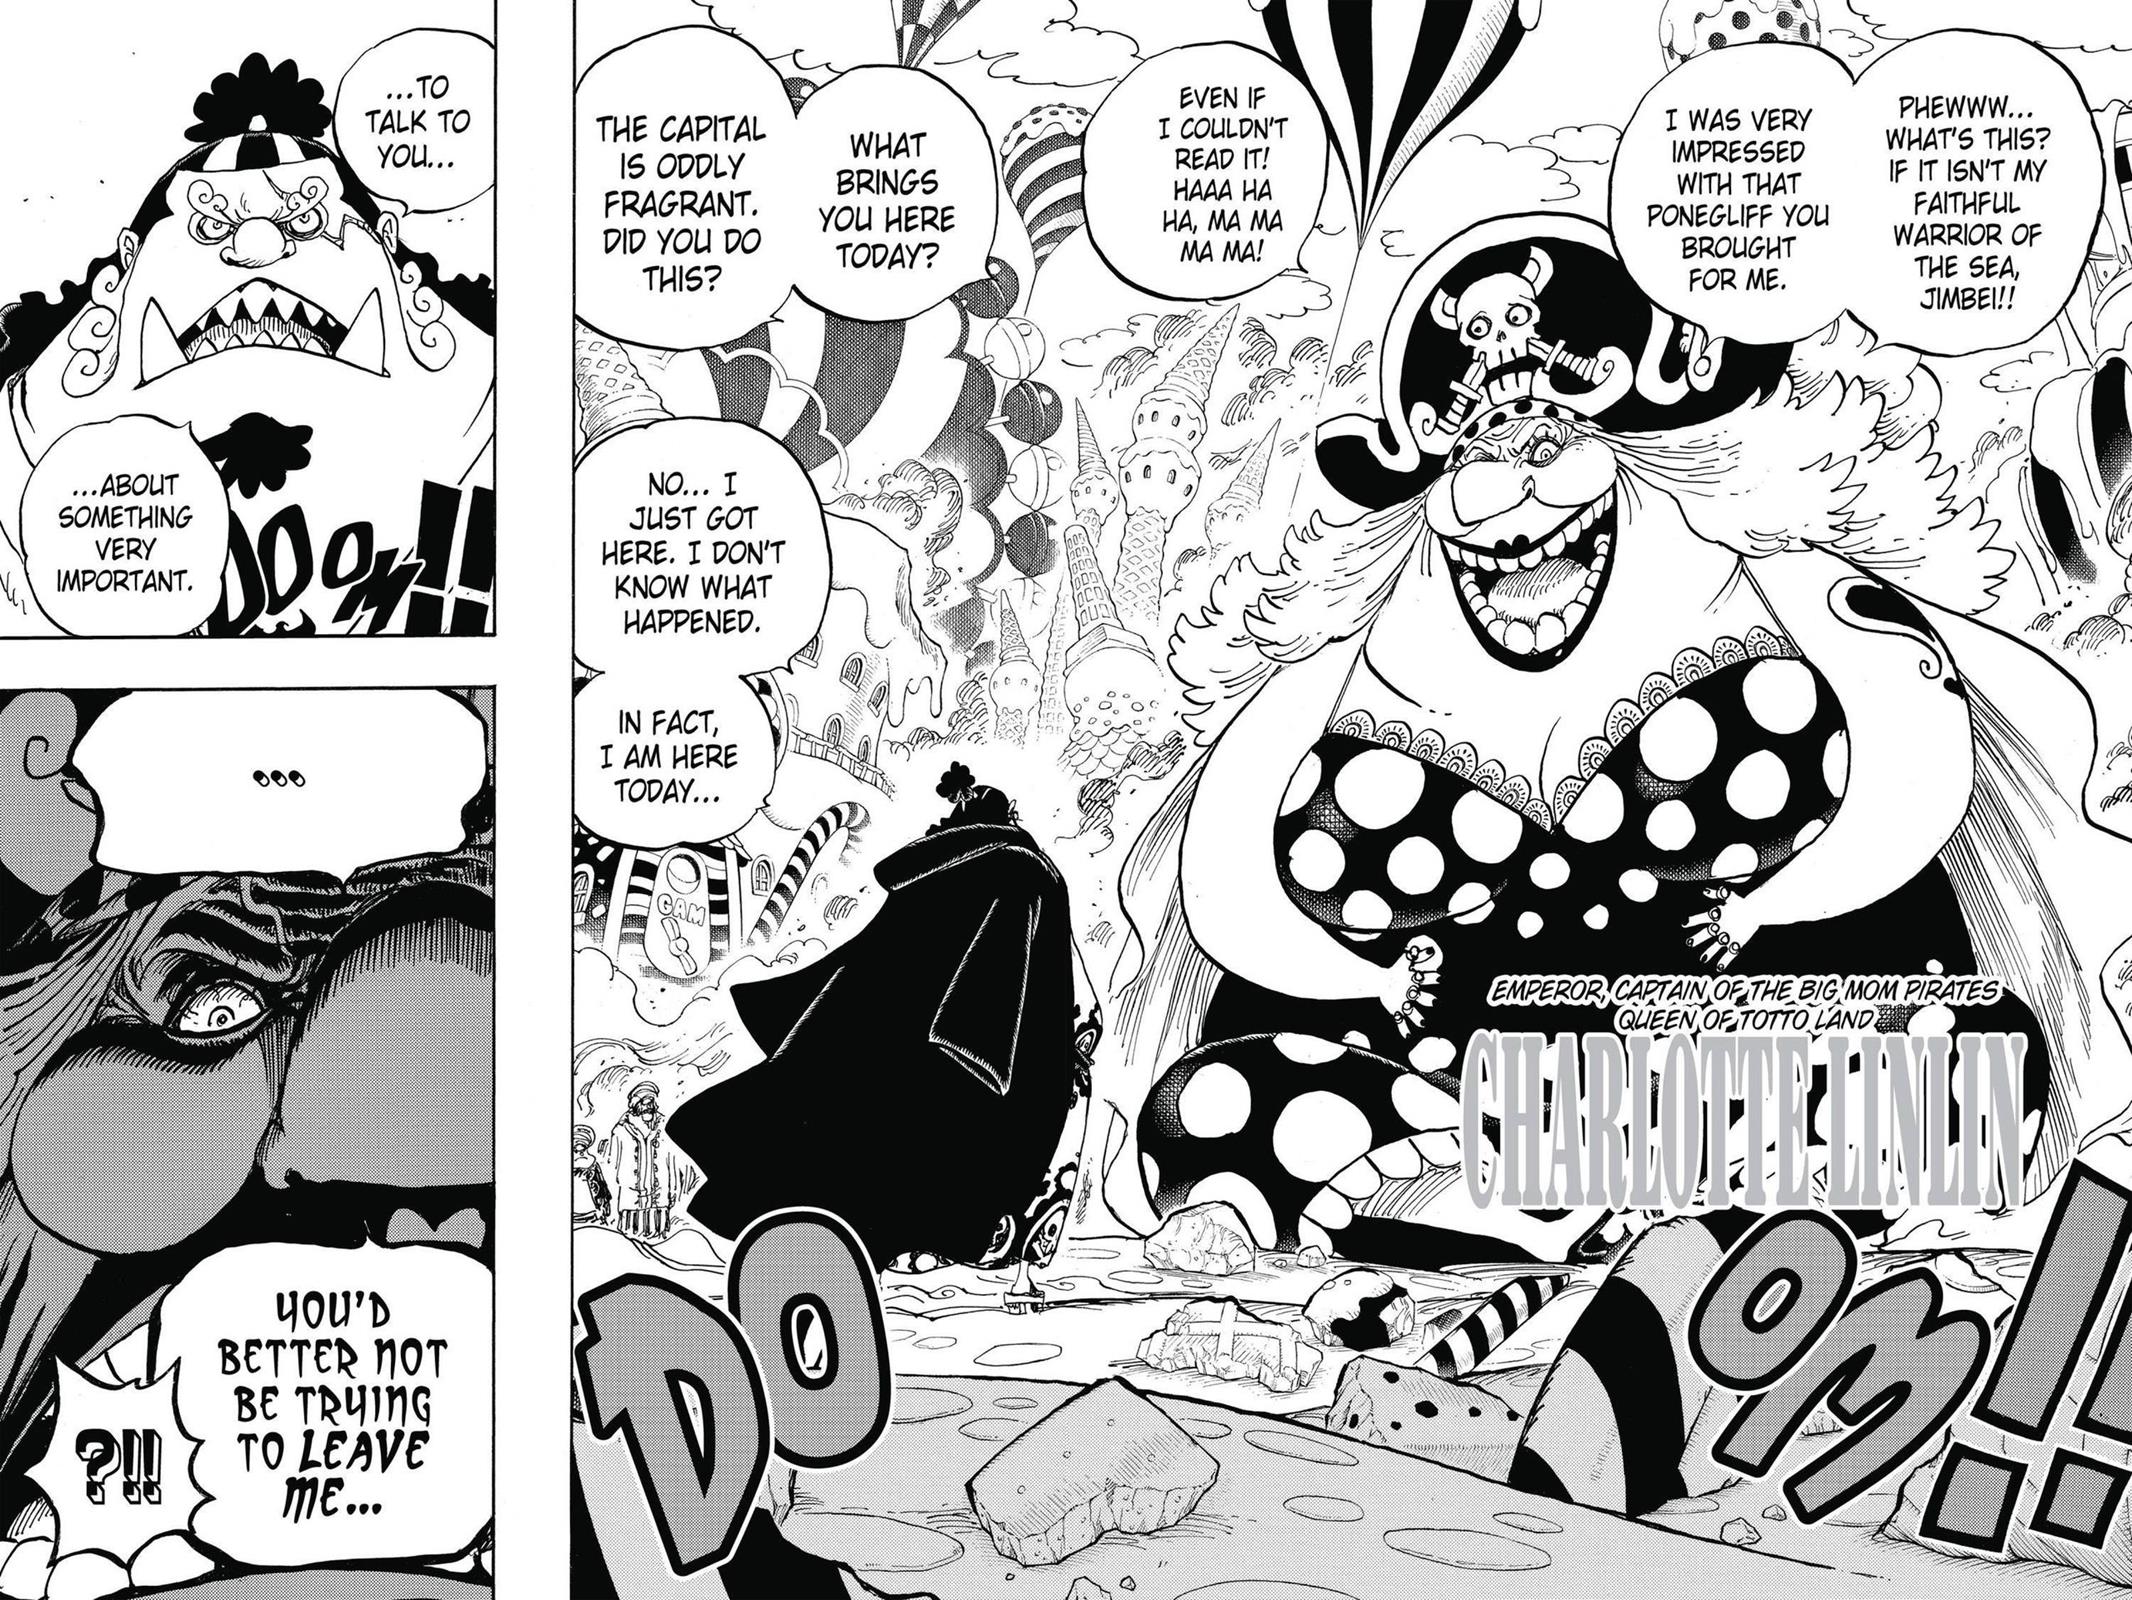 PHEWWW...
WHAT'S THIS?
IF IT ISN'T MY
FAITHFUL
WARRIOR OF
THE SEA,
JIMBEI!!
I WAS VERY
IMPRESSED
WITH THAT
PONEGLIFF YOU
BROUGHT
FOR ME.
EVEN IF
I COULDN'T
READ IT!
HAAA HA
HA, MA MA
MA MA!
WHAT
BRINGS
YOU HERE
TODAY?
THE CAPITAL
IS ODDLY
FRAGRANT.
DID YOU DO
THIS?
NO... I
JUST GOT
HERE. I DON'T
KNOW WHAT
HAPPENED.
IN FACT,
I AM HERE
TODAY...
GAM
EMPEROR, CAPTAIN OF THE BIG MOM PIRATES
QUEEN OF TOTTO LAND
CHARLOTTE LINLIN
DOOM!!
...TO
TALK TO
YOU...
...ABOUT
SOMETHING
VERY
IMPORTANT.
DOOM!!
...
YOU'D
BETTER NOT
BE TRYING
TO LEAVE
ME...
?!!